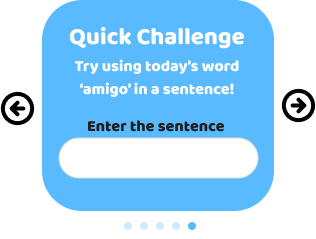 Quick Challenge
Try using today's word
'amigo' in a sentence!
Enter the sentence